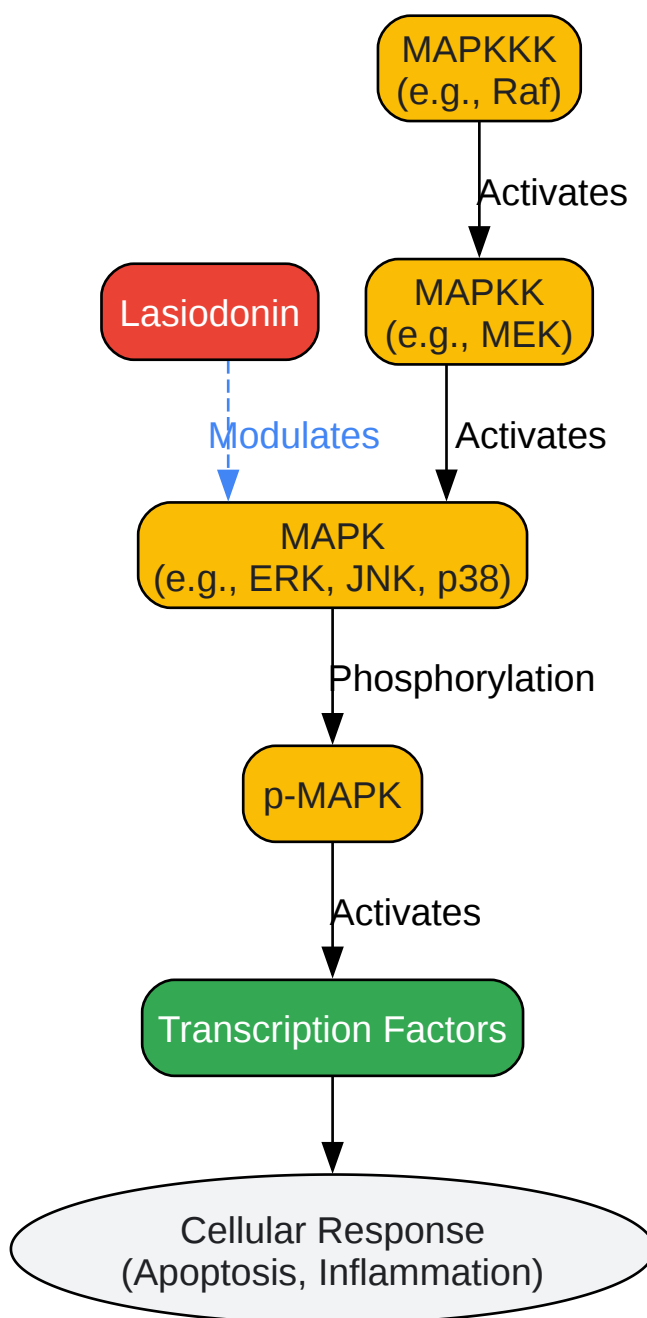 MAPKKK
(e.g., Raf)
Activates
Lasiodonin
MAPKK
(e.g., MEK)
Modulates
Activates
MAPK
(e.g., ERK, JNK, p38)
Phosphorylation
p-MAPK
Activates
Transcription Factors
Cellular Response
(Apoptosis, Inflammation)